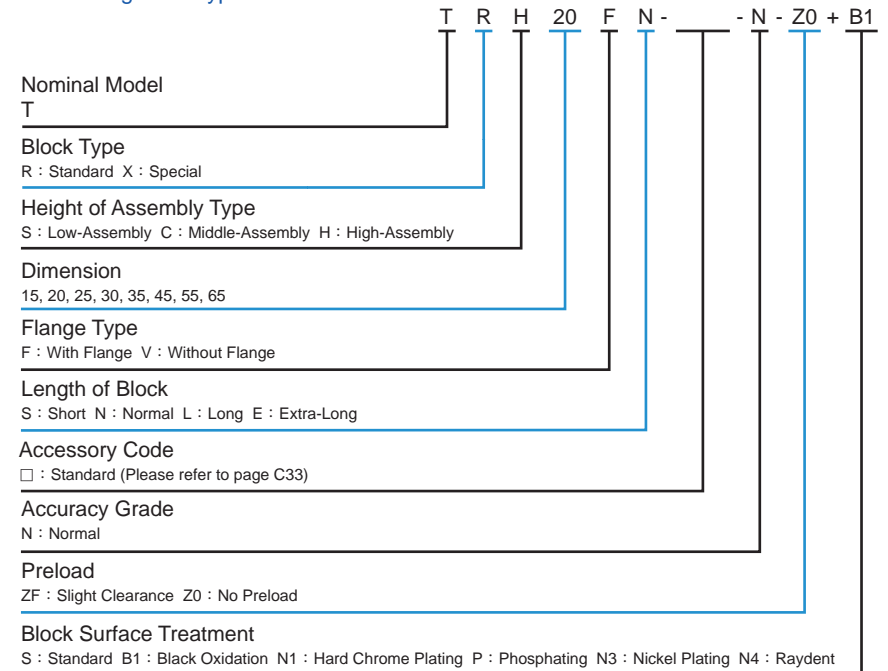 T R H 20 F N - - N - Z0 + B1
Nominal Model
T
Block Type
R：Standard X：Special
Height of Assembly Type
S：Low-Assembly C：Middle-Assembly H：High-Assembly
Dimension
15, 20, 25, 30, 35, 45, 55, 65
Flange Type
F：With Flange V：Without Flange
Length of Block
S：Short N：Normal L：Long E：Extra-Long
Accessory Code
□：Standard (Please refer to page C33)
Accuracy Grade
N：Normal
Preload
ZF：Slight Clearance Z0：No Preload
Block Surface Treatment
S：Standard B1：Black Oxidation N1：Hard Chrome Plating P：Phosphating N3：Nickel Plating N4：Raydent